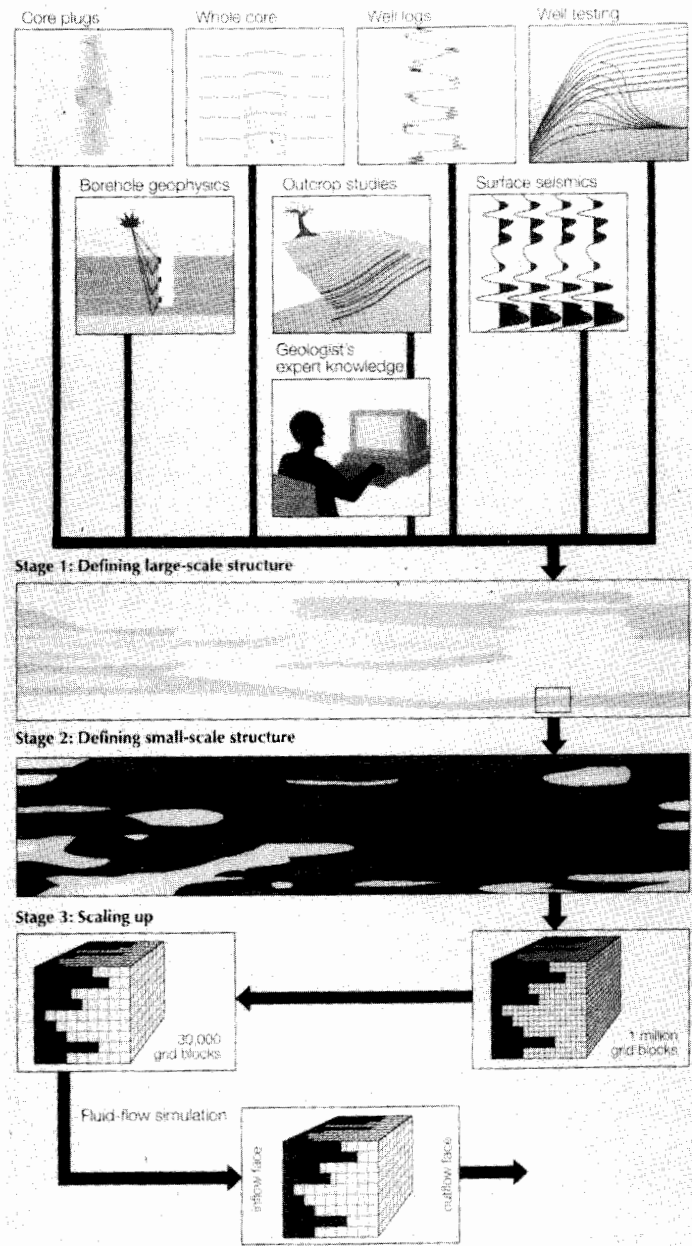 Core plugs
Whole core
Well logs
Well testing
Borehole geophysics
Outcrop studies
Surface seismics
Geologist's
expert knowledge
Stage 1: Defining large-scale structure
Stage 2: Defining small-scale structure
Stage 3: Scaling up
30,000
grid blocks
1 million
grid blocks
Fluid-flow simulation
inflow face
outflow face